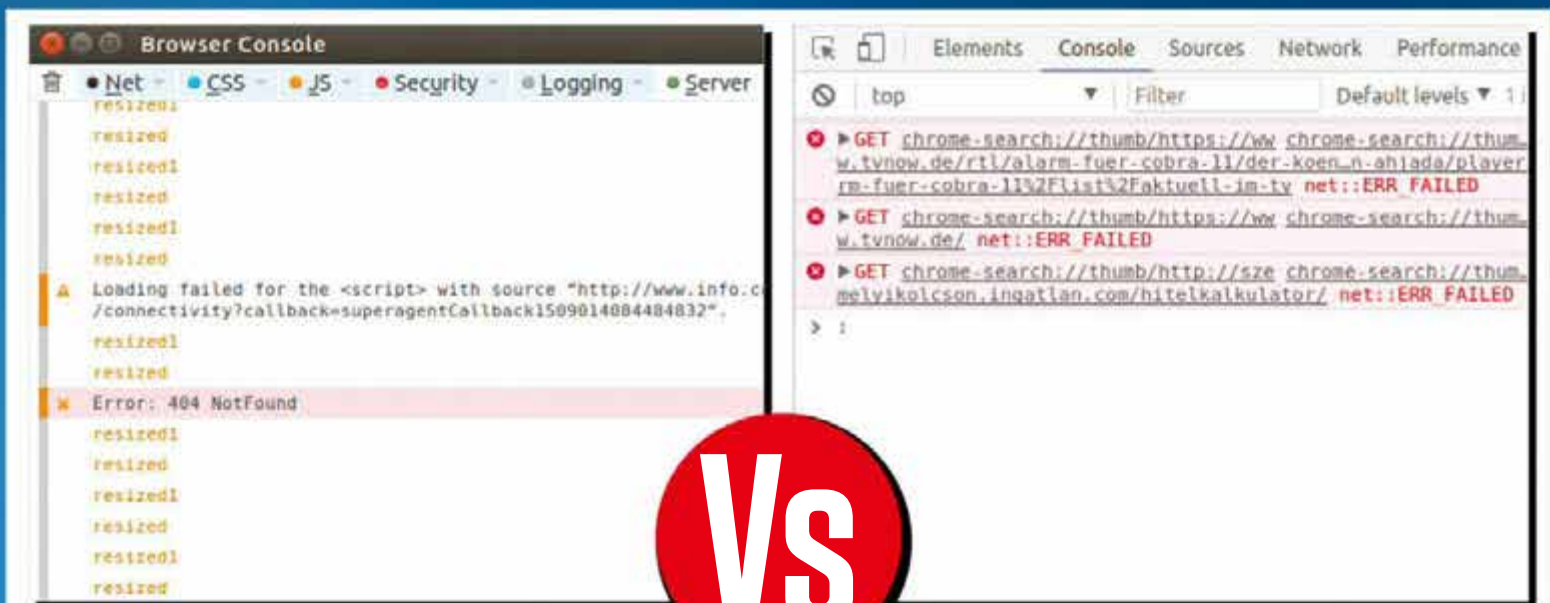 Browser Console
Net CSS JS Security Logging Server
resized1
resized
resized1
resized
resized1
resized
Loading failed for the <script> with source "http://www.info.c
/connectivity?callback=superagentCallback1509014084484832".
resized1
resized
Error: 404 NotFound
resized1
resized
resized1
resized
resized1
resized
Elements Console Sources Network Performance
top Filter Default levels
GET chrome-search://thumb/https://ww chrome-search://thum…
w.tvnow.de/rtl/alarm-fuer-cobra-11/der-koen…n-ahjada/player
rm-fuer-cobra-11%2Flist%2Faktuell-im-tv net::ERR_FAILED
GET chrome-search://thumb/https://ww chrome-search://thum…
w.tvnow.de/ net::ERR_FAILED
GET chrome-search://thumb/http://sze chrome-search://thum…
melyikolcson.ingatlan.com/hitelkalkulator/ net::ERR_FAILED
> :
Vs